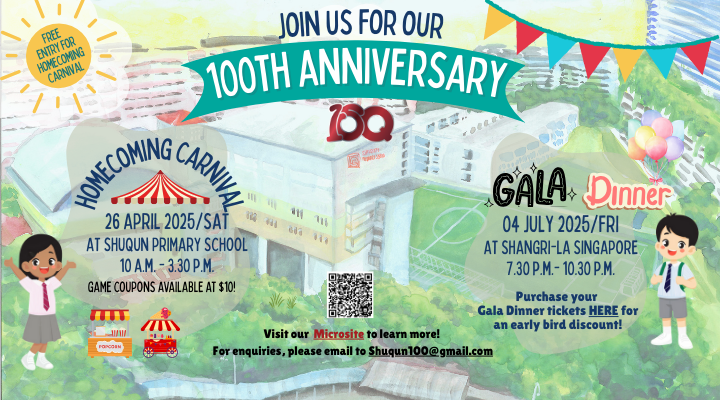 FREE
ENTRY FOR
HOMECOMING
CARNIVAL
JOIN US FOR OUR
100TH ANNIVERSARY
HOMECOMING CARNIVAL
26 APRIL 2025/SAT
AT SHUQUN PRIMARY SCHOOL
10 A.M. - 3.30 P.M.
GAME COUPONS AVAILABLE AT $10!
POPCORN
GALA Dinner
04 JULY 2025/FRI
AT SHANGRI-LA SINGAPORE
7.30 P.M.- 10.30 P.M.
Purchase your
Gala Dinner tickets HERE for
an early bird discount!
Visit our Microsite to learn more!
For enquiries, please email to Shuqun100@gmail.com